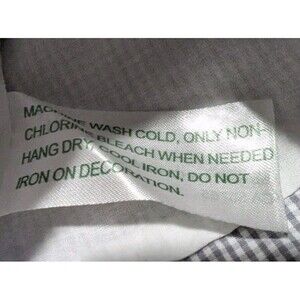 MACHINE WASH COLD, ONLY NON-
CHLORINE BLEACH WHEN NEEDED
HANG DRY, COOL IRON, DO NOT
IRON ON DECORATION.